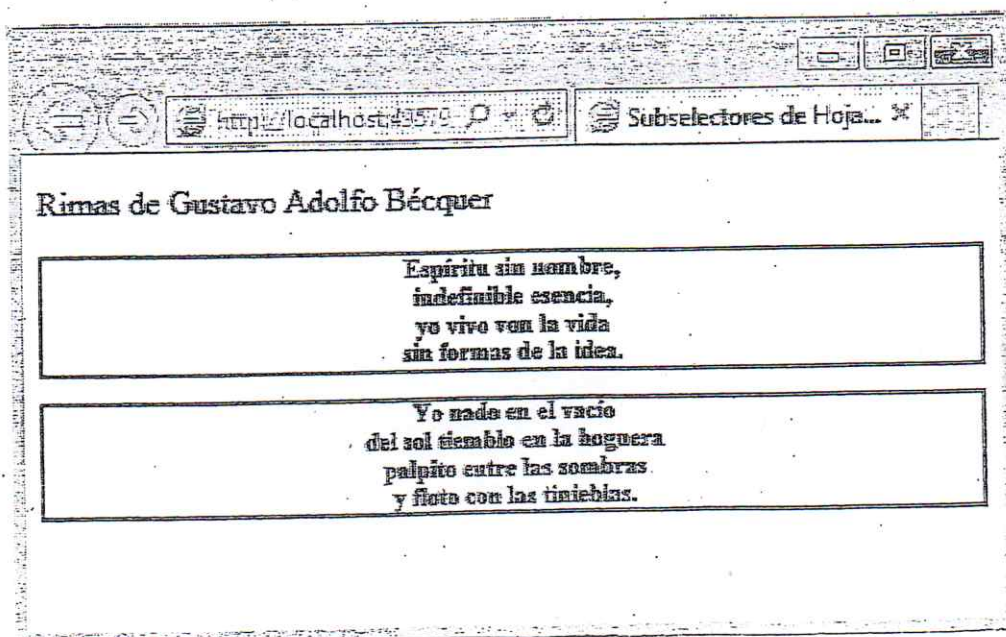 http://localhost:43579
Subselectores de Hoja...
Rimas de Gustavo Adolfo Bécquer
Espíritu sin nombre,
indefinible esencia,
yo vivo von la vida
sin formas de la idea.
Yo nado en el vacío
del sol tiemblo en la hoguera
palpito entre las sombras
y floto con las tinieblas.